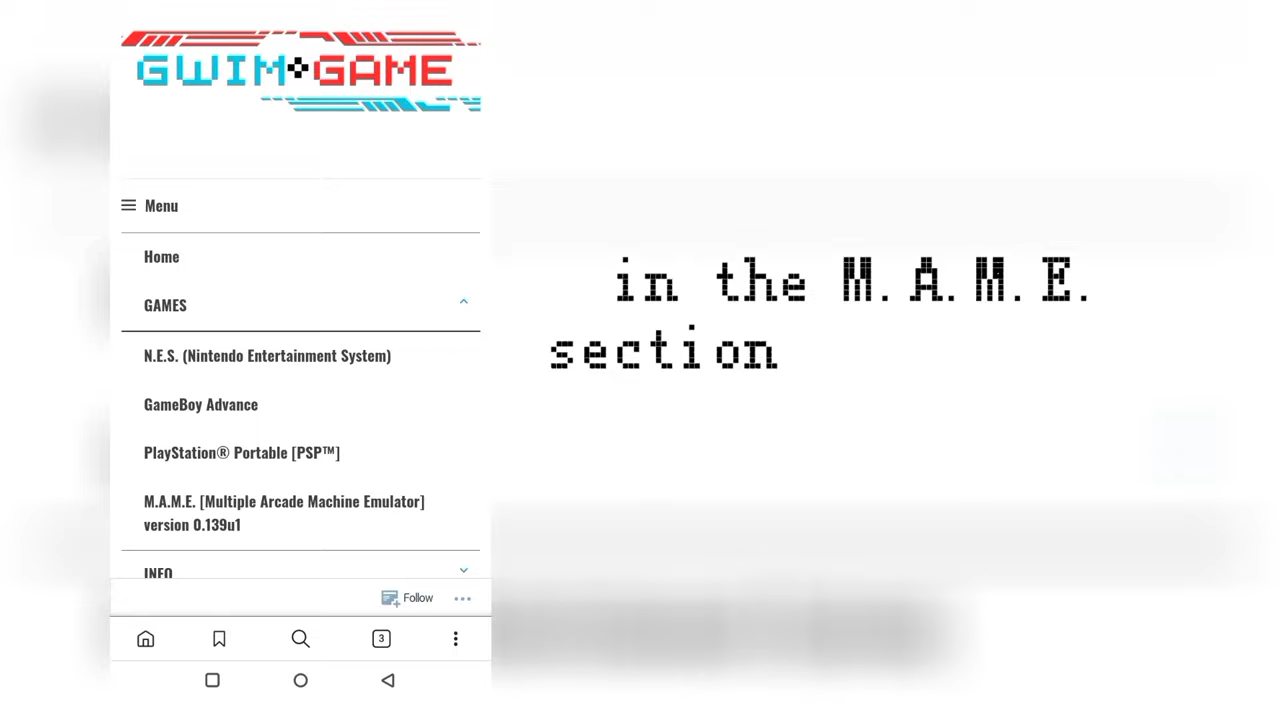 GWIM GAME
Menu
Home
GAMES
N.E.S. (Nintendo Entertainment System)
GameBoy Advance
PlayStation® Portable [PSP™]
M.A.M.E. [Multiple Arcade Machine Emulator]
version 0.139u1
INFO
Follow
3
in the M.A.M.E.
section